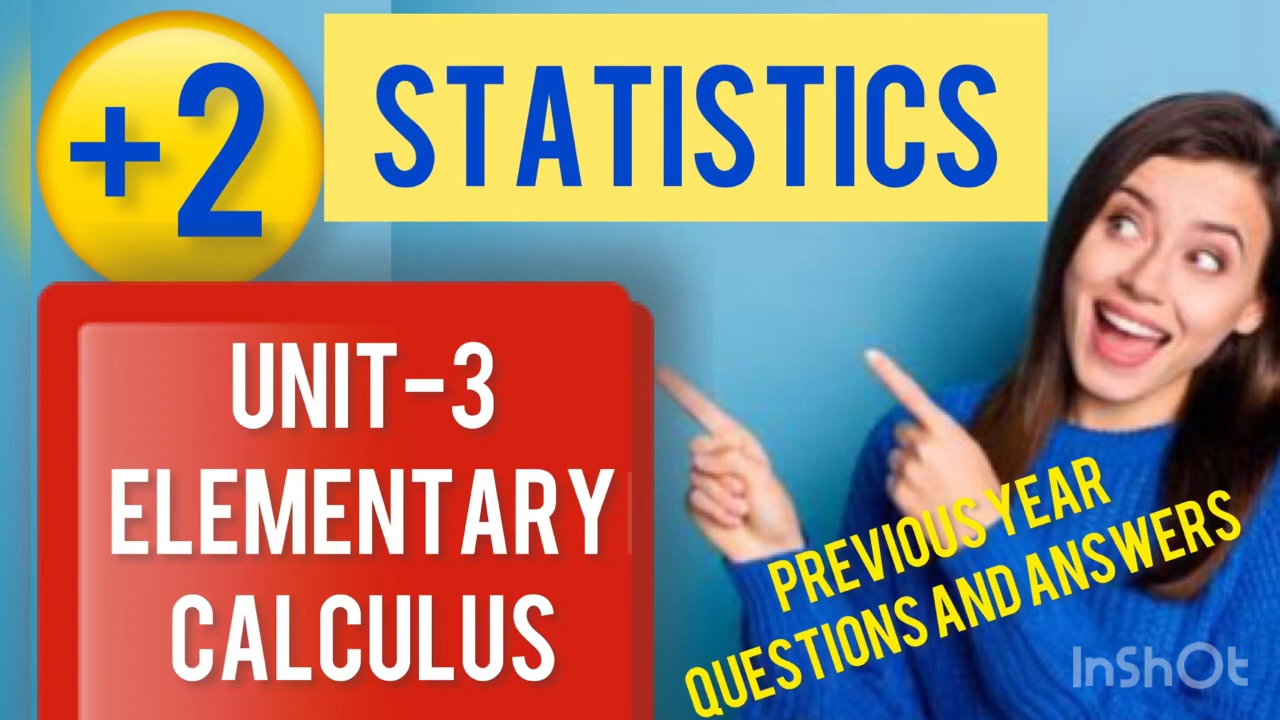 +2
STATISTICS
UNIT-3
ELEMENTARY
CALCULUS
PREVIOUS YEAR
QUESTIONS AND ANSWERS
InShOt